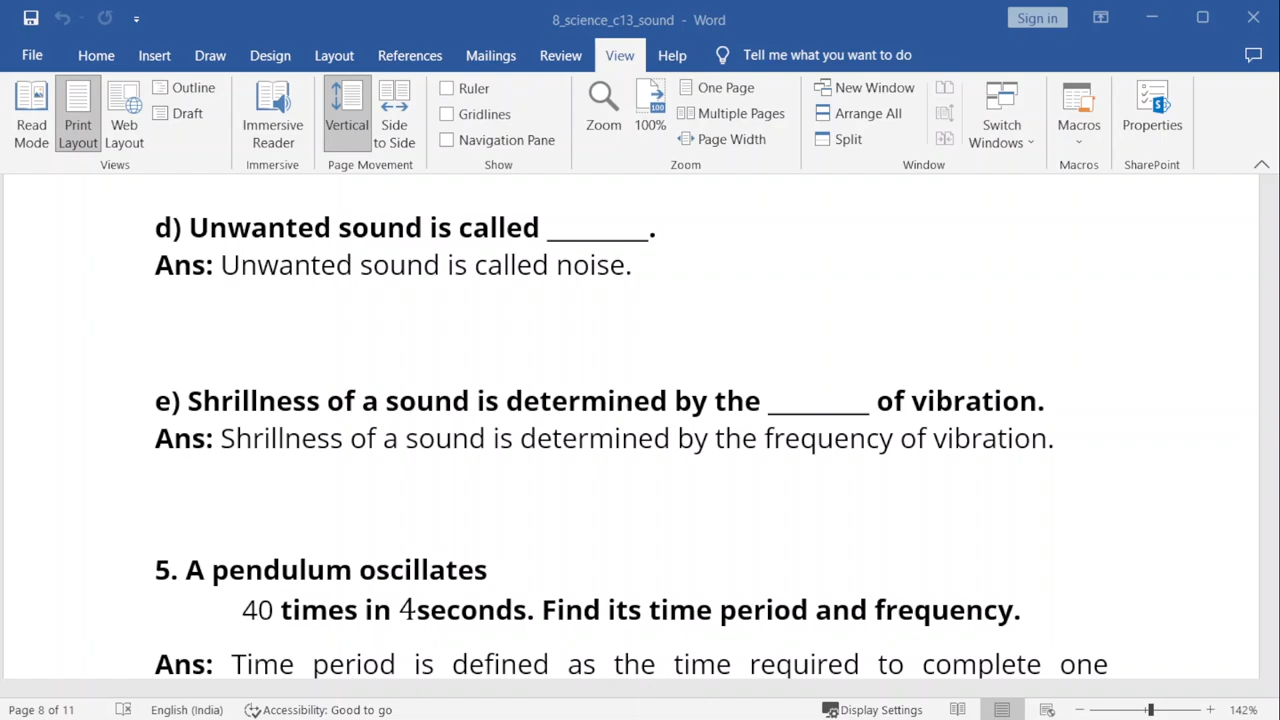 8_science_c13_sound - Word
Sign in
File Home Insert Draw Design Layout References Mailings Review View Help Tell me what you want to do
Read Mode
Print Layout
Web Layout
Outline
Draft
Views
Immersive Reader
Immersive
Vertical
Side to Side
Page Movement
Ruler
Gridlines
Navigation Pane
Show
Zoom
100
100%
One Page
Multiple Pages
Page Width
Zoom
New Window
Arrange All
Split
Switch Windows
Window
Macros
Macros
Properties
SharePoint
d) Unwanted sound is called ________.
Ans: Unwanted sound is called noise.
e) Shrillness of a sound is determined by the ________ of vibration.
Ans: Shrillness of a sound is determined by the frequency of vibration.
5. A pendulum oscillates
40 times in 4seconds. Find its time period and frequency.
Ans: Time period is defined as the time required to complete one
Page 8 of 11 English (India) Accessibility: Good to go Display Settings 142%